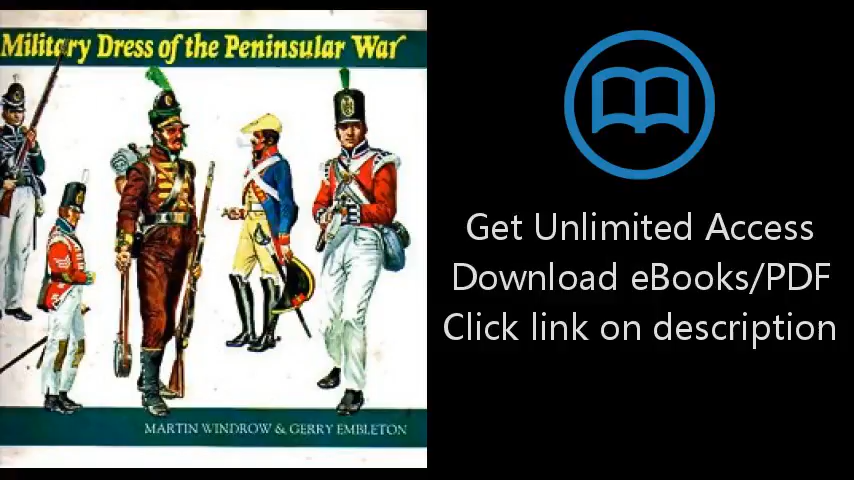 Military Dress of the Peninsular War
MARTIN WINDROW & GERRY EMBLETON
Get Unlimited Access
Download eBooks/PDF
Click link on description